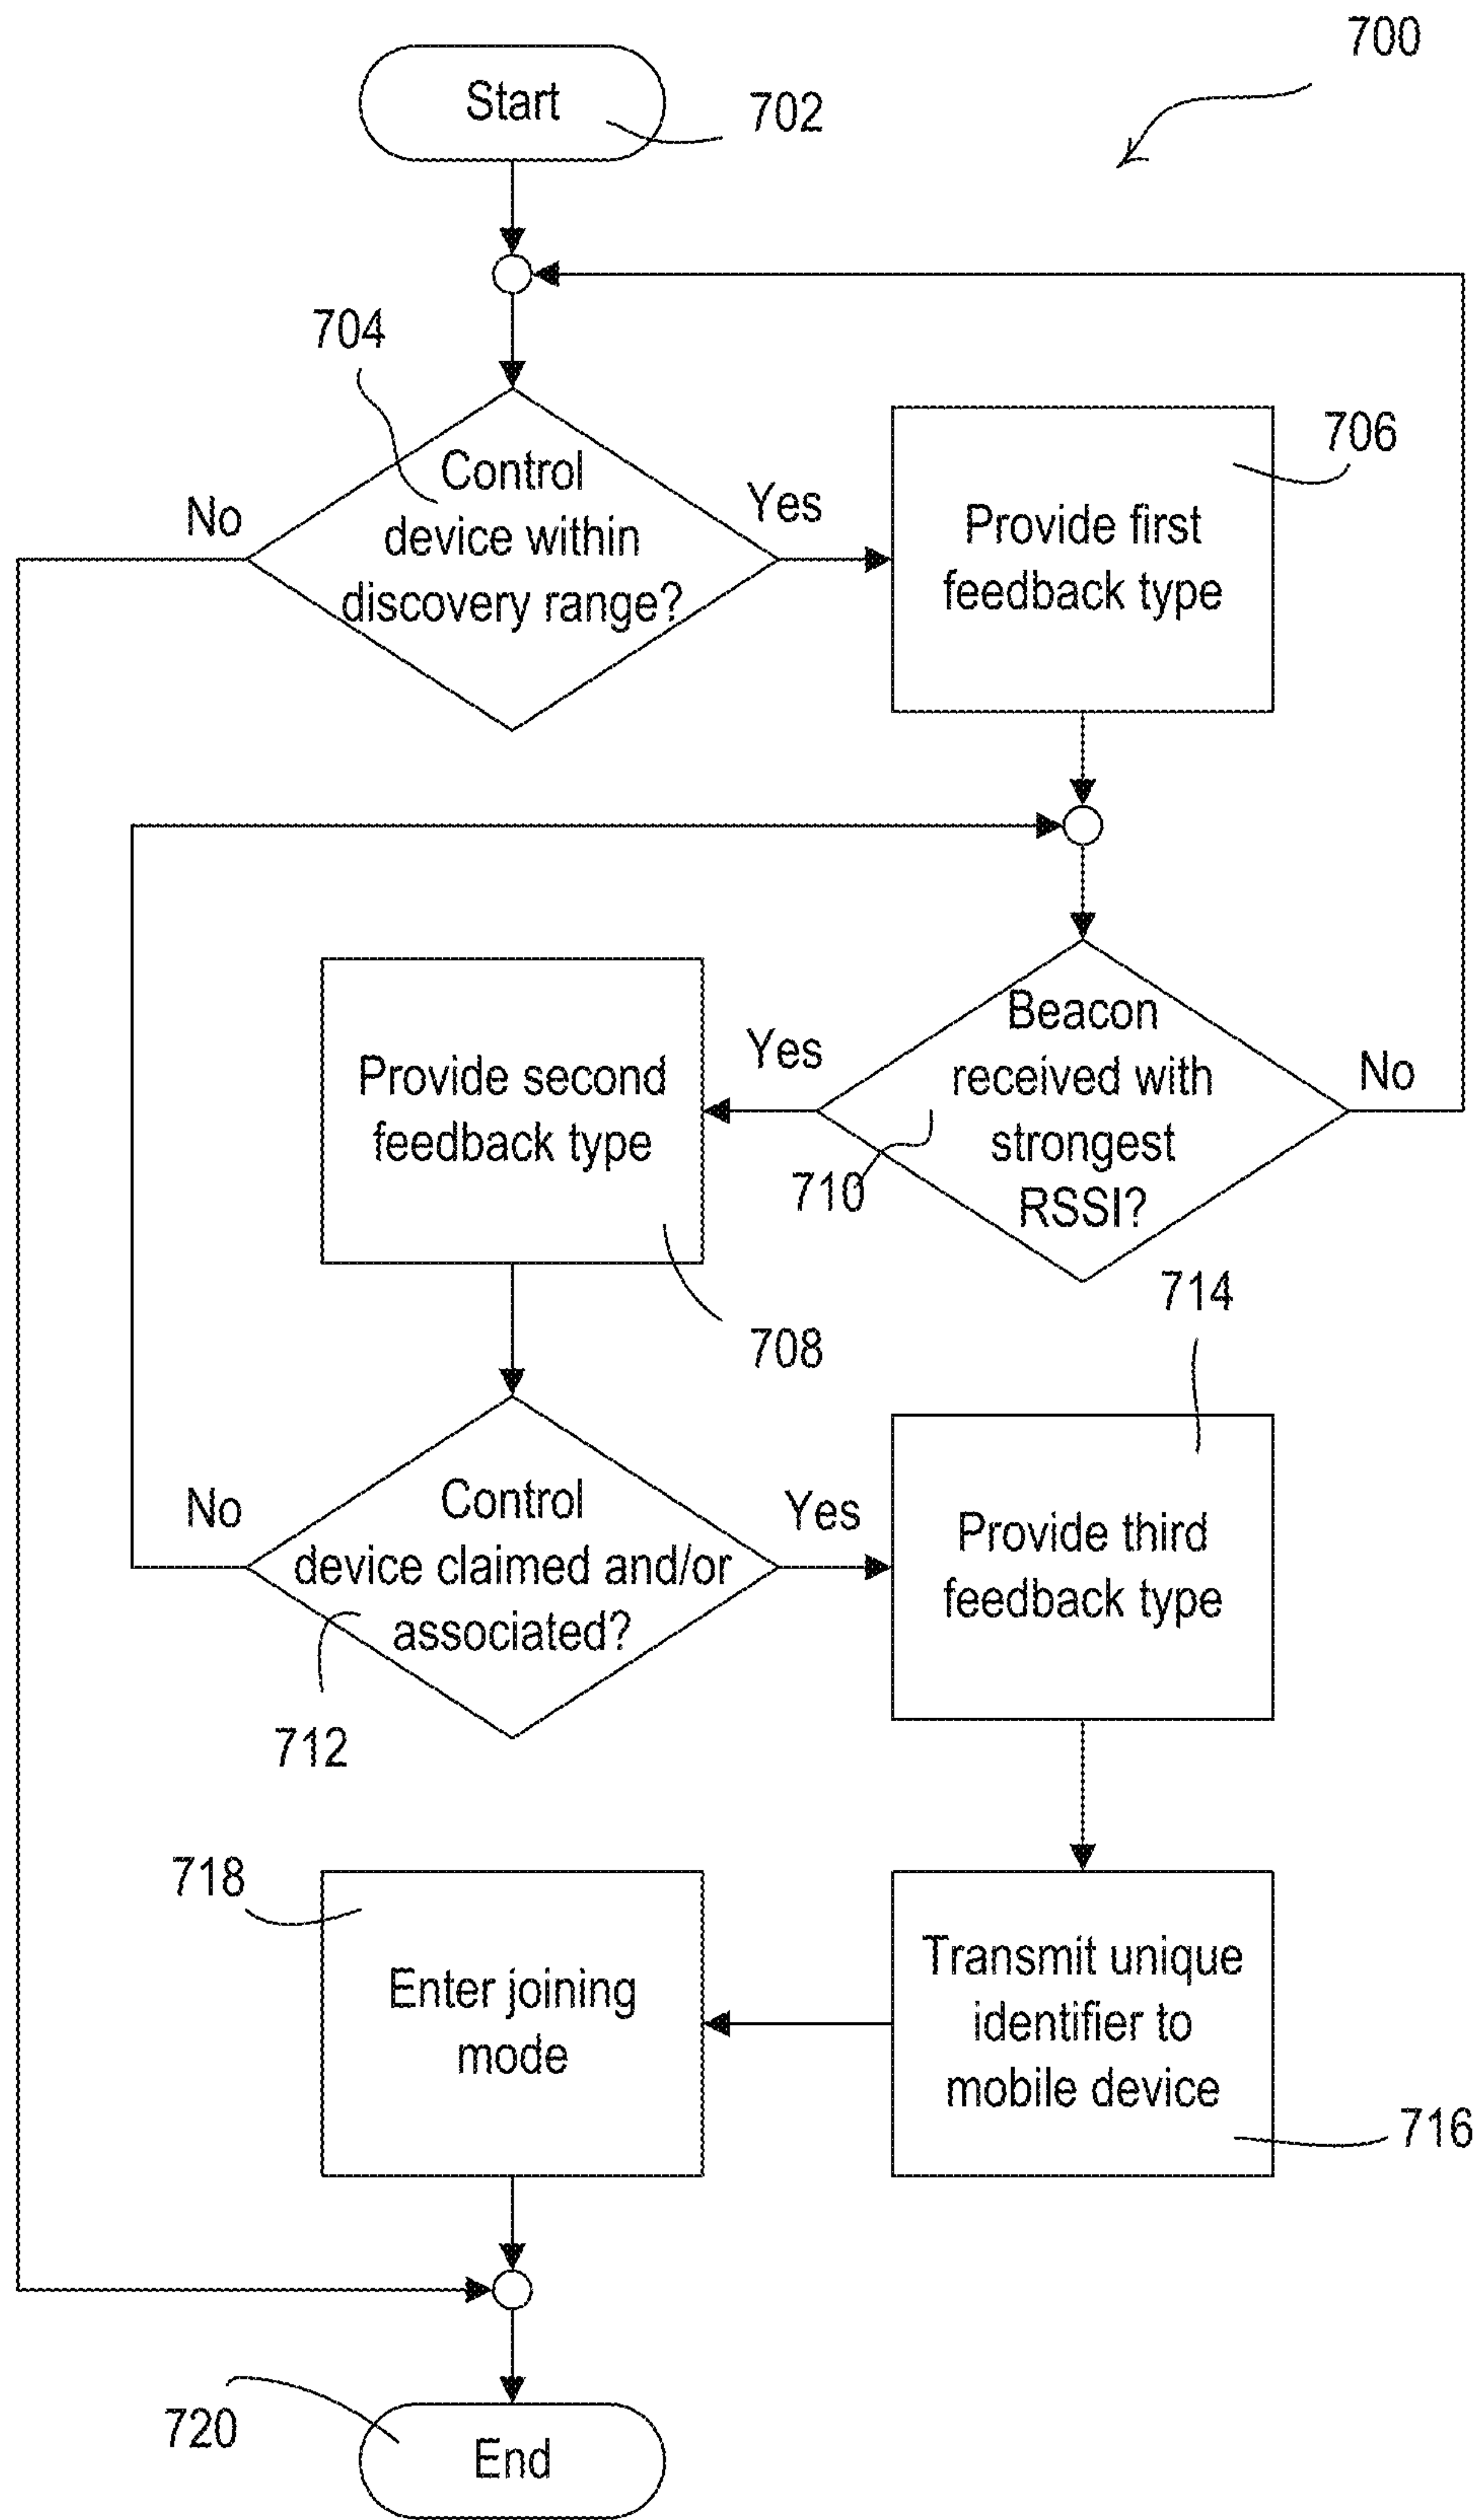 700
Start
702
704
Control
device within
discovery range?
No
Yes
706
Provide first
feedback type
Beacon
received with
strongest
RSSI?
Yes
No
710
Provide second
feedback type
708
714
Control
device claimed and/or
associated?
No
Yes
712
Provide third
feedback type
718
Enter joining
mode
Transmit unique
identifier to
mobile device
716
720
End